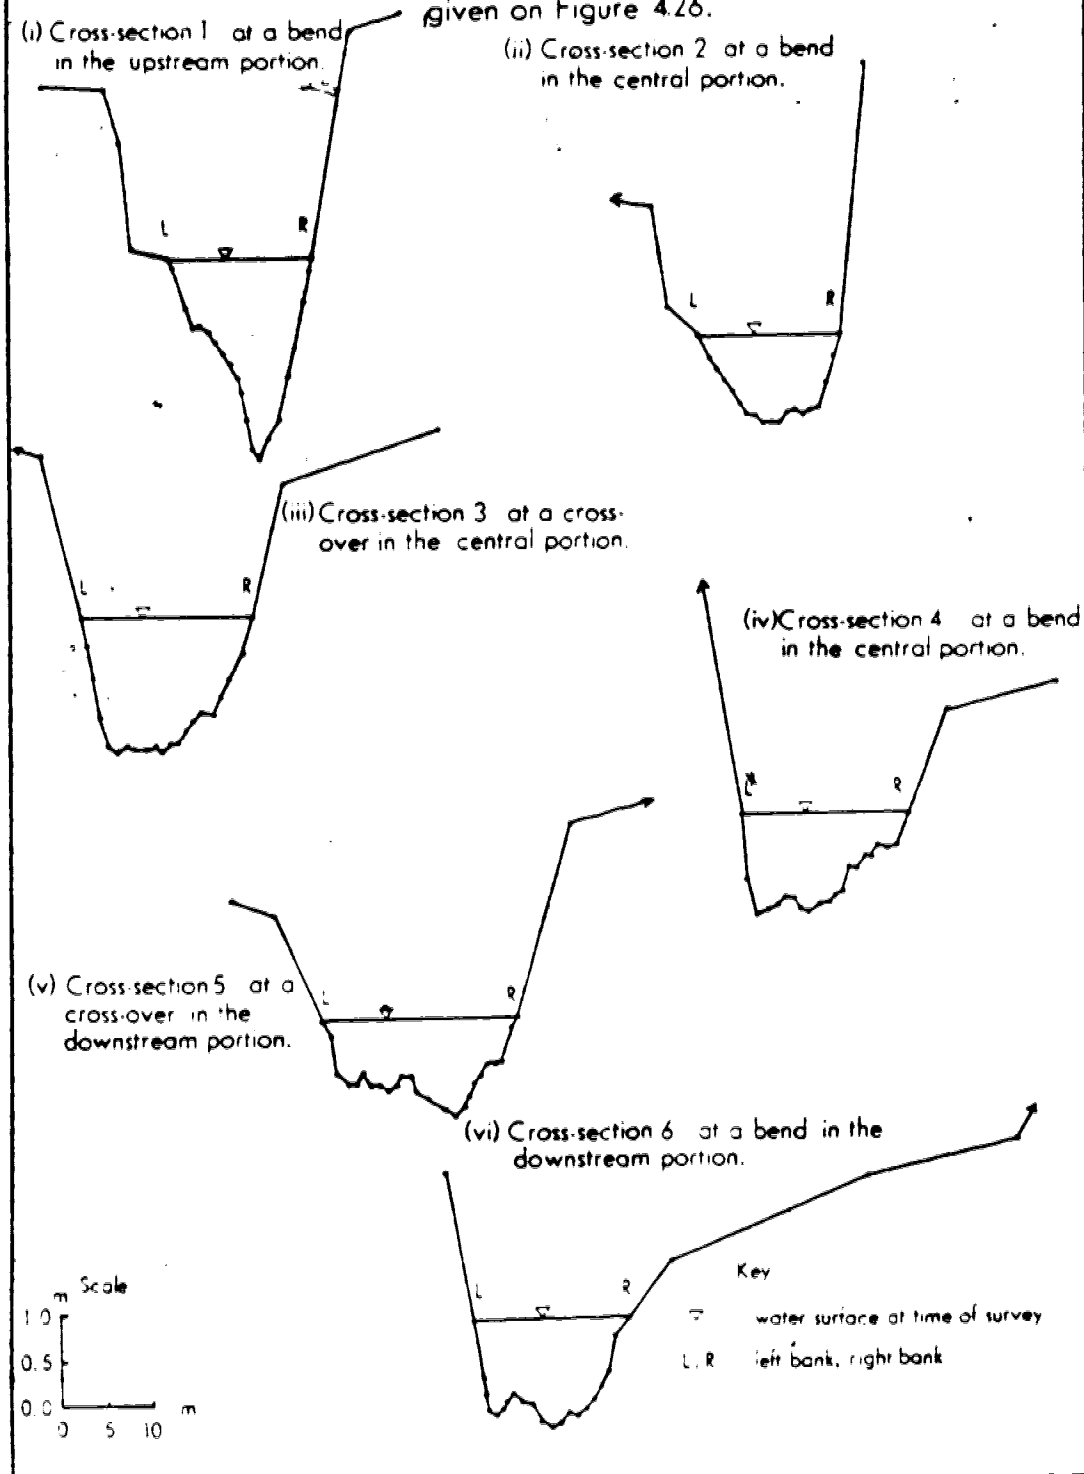 given on Figure 4.28.
(i) Cross-section 1 at a bend
in the upstream portion.
(ii) Cross-section 2 at a bend
in the central portion.
L R
L R
(iii) Cross-section 3 at a cross-
over in the central portion.
L R
(iv) Cross-section 4 at a bend
in the central portion.
L R
(v) Cross-section 5 at a
cross-over in the
downstream portion.
L R
(vi) Cross-section 6 at a bend in the
downstream portion.
L R
Scale
m
1.0
0.5
0.0
0 5 10 m
Key
water surface at time of survey
L, R left bank, right bank